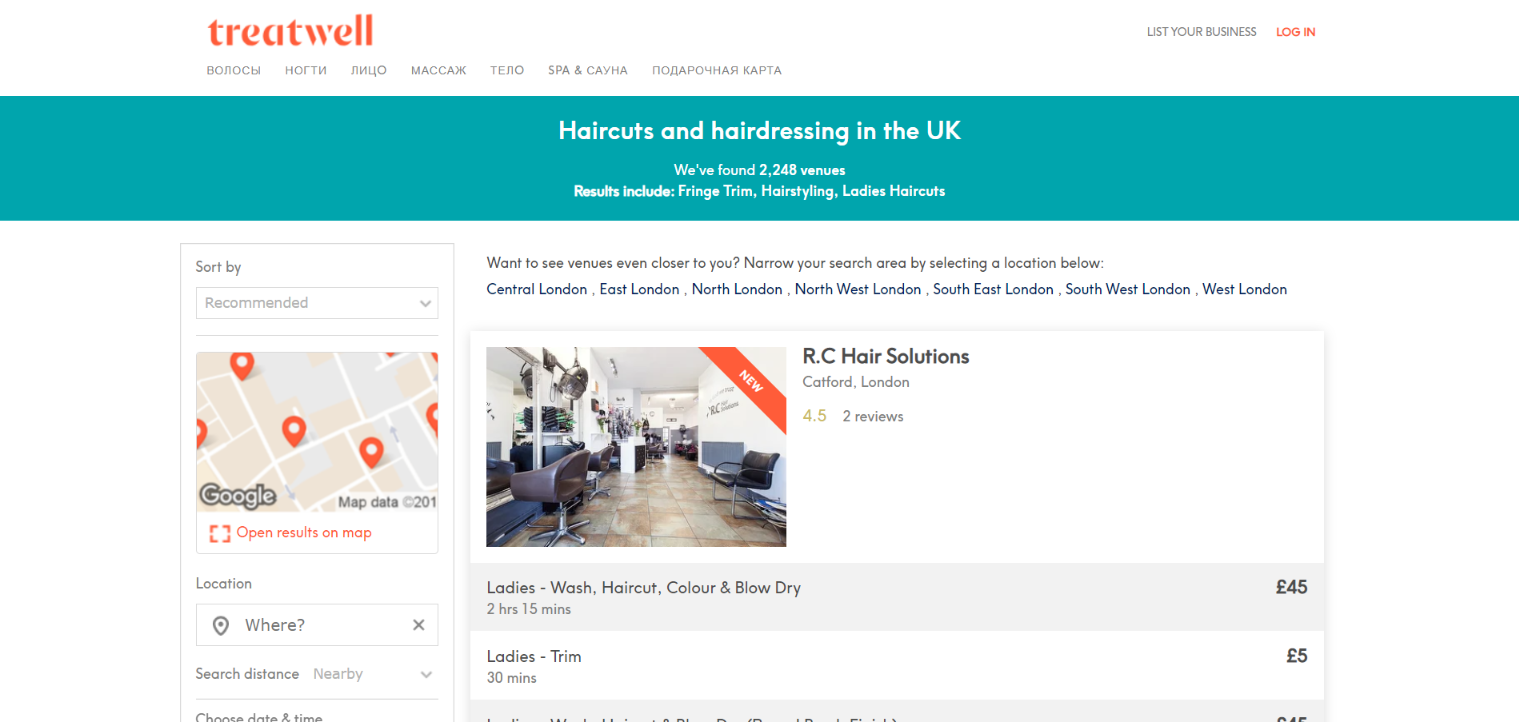 treatwell
LIST YOUR BUSINESS LOG IN
ВОЛОСЫ НОГТИ ЛИЦО МАССАЖ ТЕЛО SPA & САУНА ПОДАРОЧНАЯ КАРТА
Haircuts and hairdressing in the UK
We've found 2,248 venues
Results include: Fringe Trim, Hairstyling, Ladies Haircuts
Sort by
Recommended
Google
Map data ©201
Open results on map
Location
Where?
Search distance Nearby
Choose date & time
Want to see venues even closer to you? Narrow your search area by selecting a location below:
Central London , East London , North London , North West London , South East London , South West London , West London
NEW
R.C Hair Solutions
Catford, London
4.5 2 reviews
Ladies - Wash, Haircut, Colour & Blow Dry £45
2 hrs 15 mins
Ladies - Trim £5
30 mins